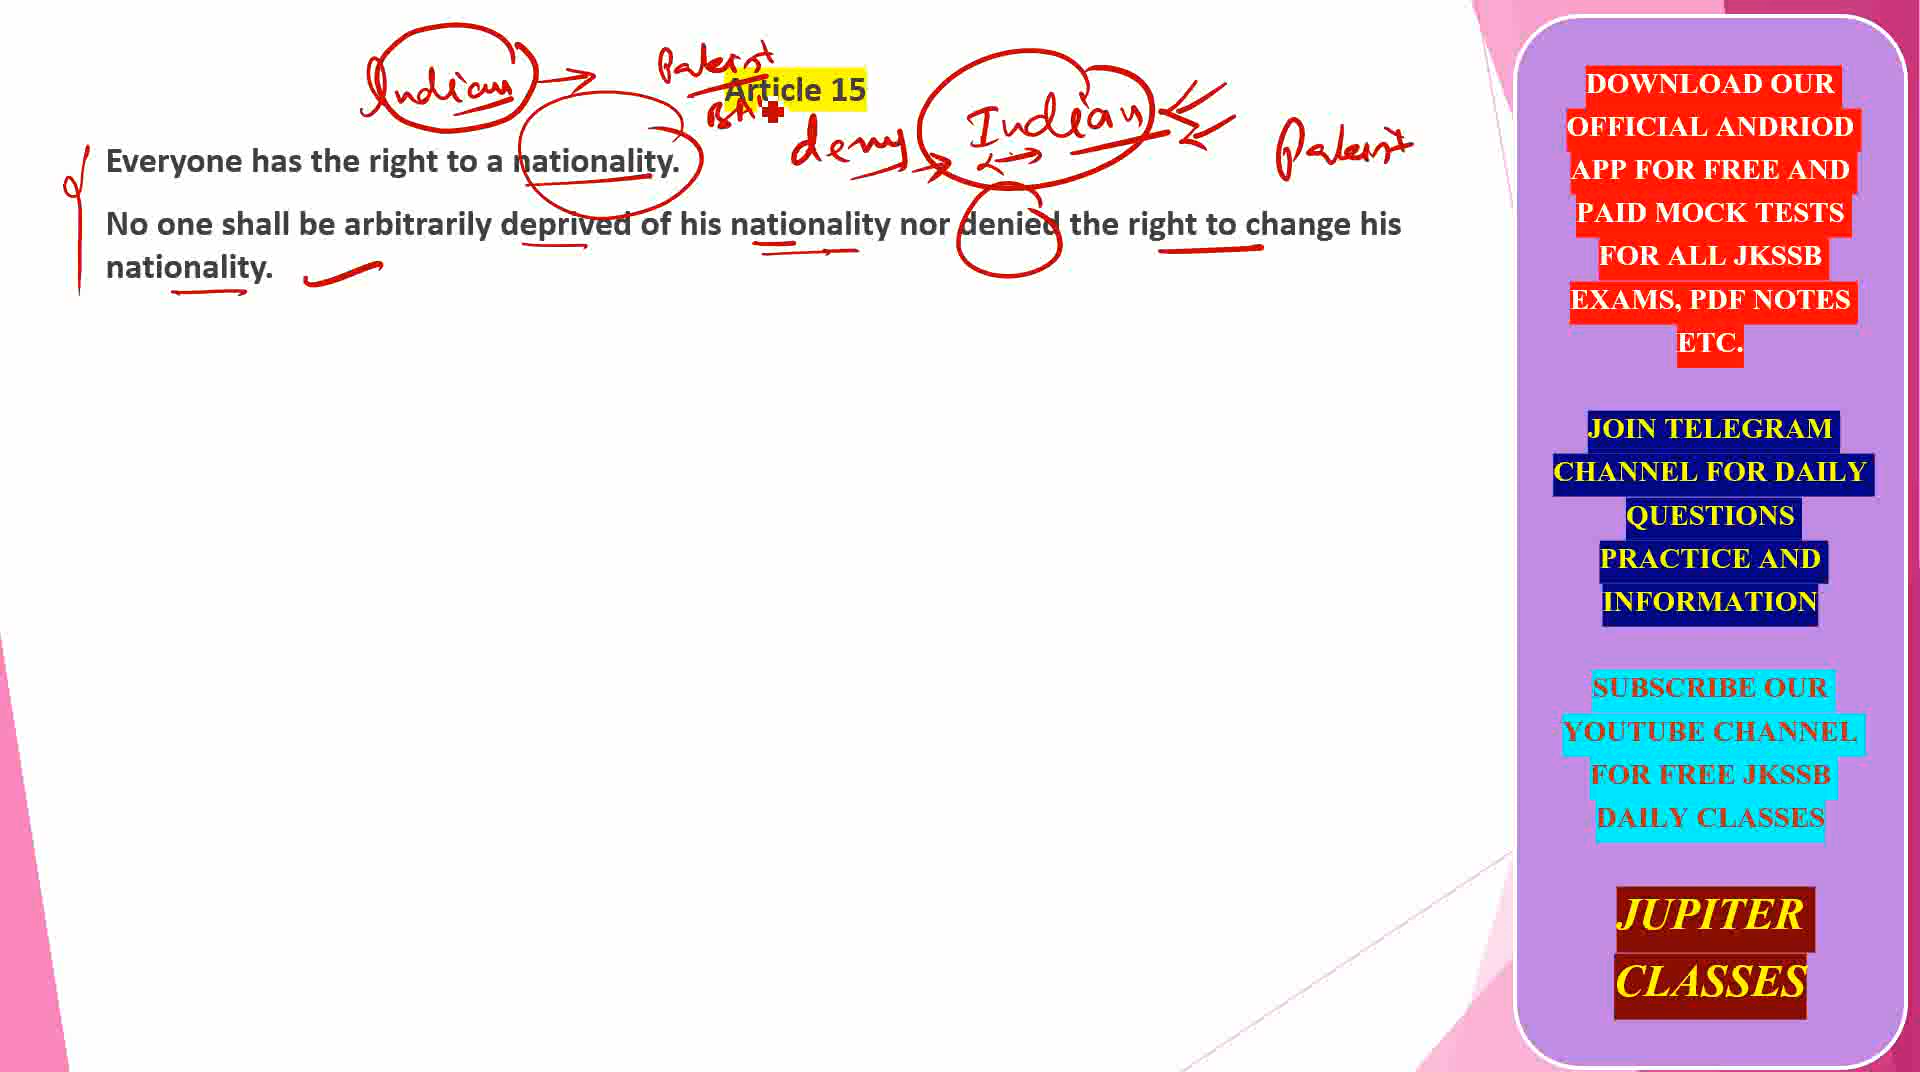 Indian
Pakist
Article 15
BA
deny
Indian
Pakist
Everyone has the right to a nationality.
No one shall be arbitrarily deprived of his nationality nor denied the right to change his
nationality.
DOWNLOAD OUR
OFFICIAL ANDRIOD
APP FOR FREE AND
PAID MOCK TESTS
FOR ALL JKSSB
EXAMS, PDF NOTES
ETC.
JOIN TELEGRAM
CHANNEL FOR DAILY
QUESTIONS
PRACTICE AND
INFORMATION
SUBSCRIBE OUR
YOUTUBE CHANNEL
FOR FREE JKSSB
DAILY CLASSES
JUPITER
CLASSES